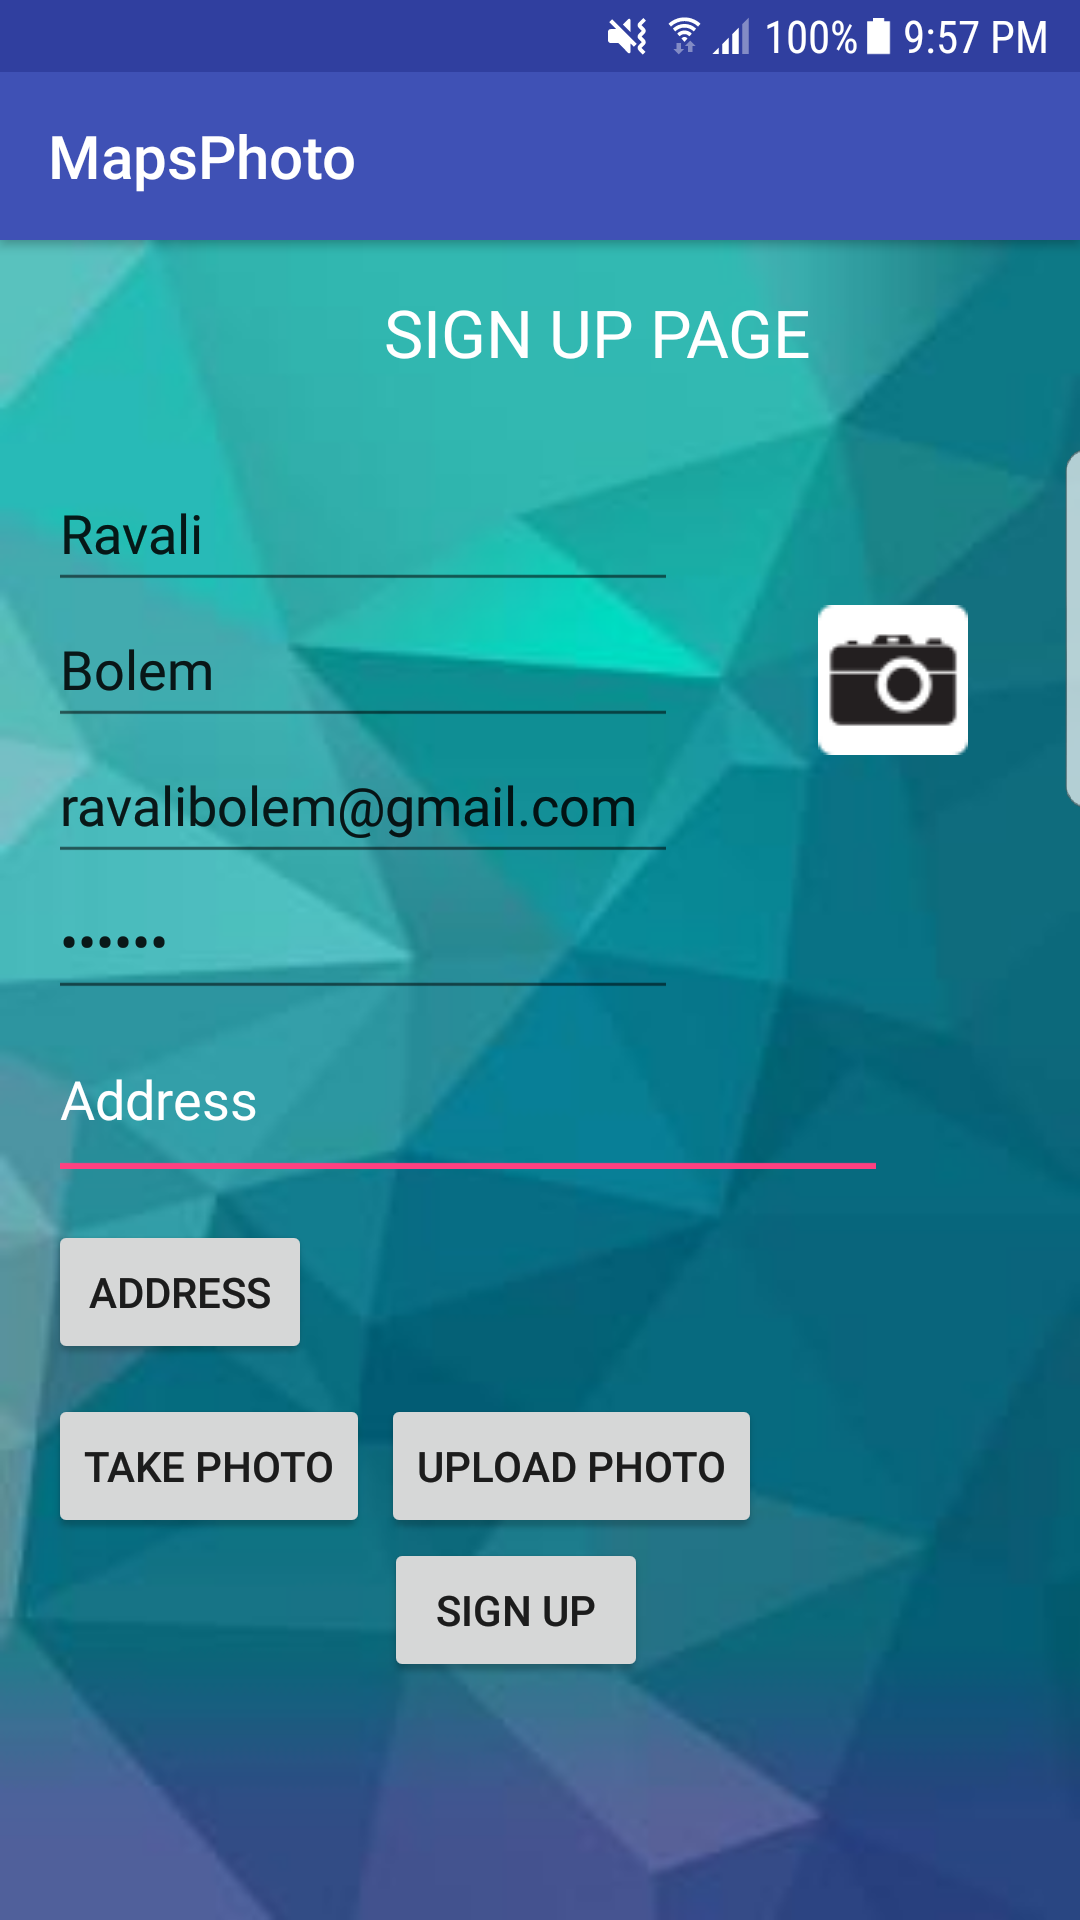 100% 9:57 PM
MapsPhoto
SIGN UP PAGE
Ravali
Bolem
ravalibolem@gmail.com
••••••
Address
ADDRESS
TAKE PHOTO UPLOAD PHOTO
SIGN UP